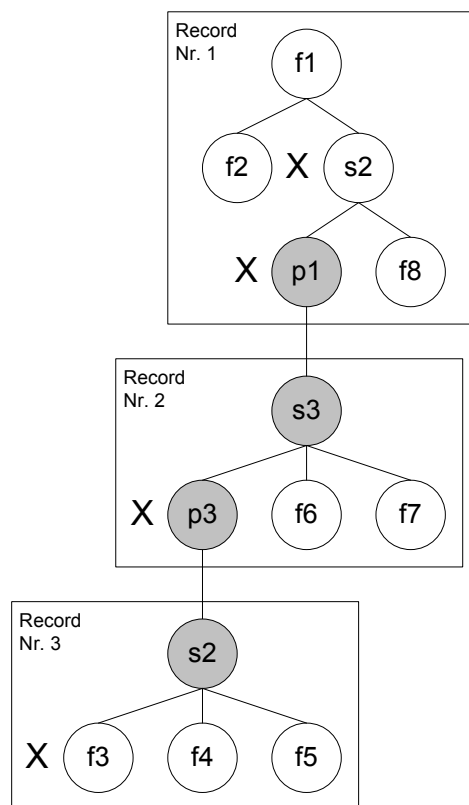 Record
Nr. 1
f1
f2 X s2
X p1 f8
Record
Nr. 2
s3
X p3 f6 f7
Record
Nr. 3
s2
X f3 f4 f5